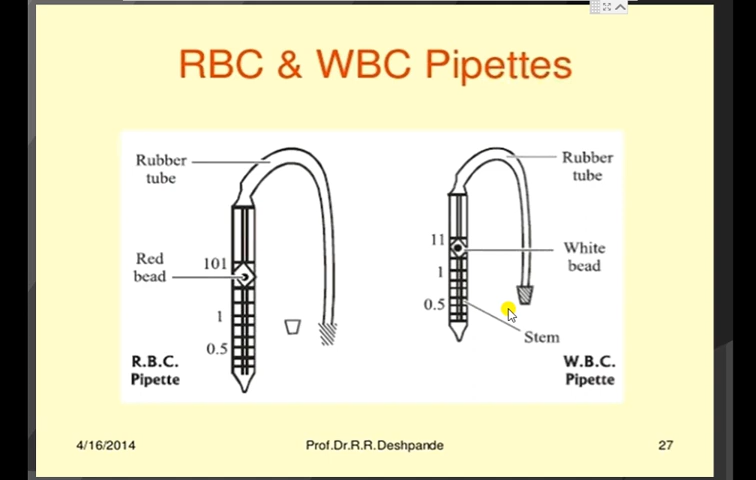 RBC & WBC Pipettes
Rubber
tube
Red
bead
101
1
0.5
R.B.C.
Pipette
Rubber
tube
11
1
0.5
White
bead
Stem
W.B.C.
Pipette
4/16/2014
Prof.Dr.R.R.Deshpande
27